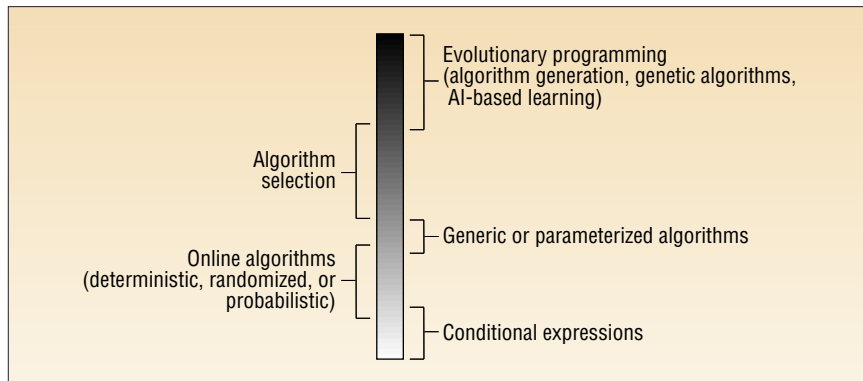 Evolutionary programming
(algorithm generation, genetic algorithms,
AI-based learning)
Algorithm
selection
Generic or parameterized algorithms
Online algorithms
(deterministic, randomized, or
probabilistic)
Conditional expressions